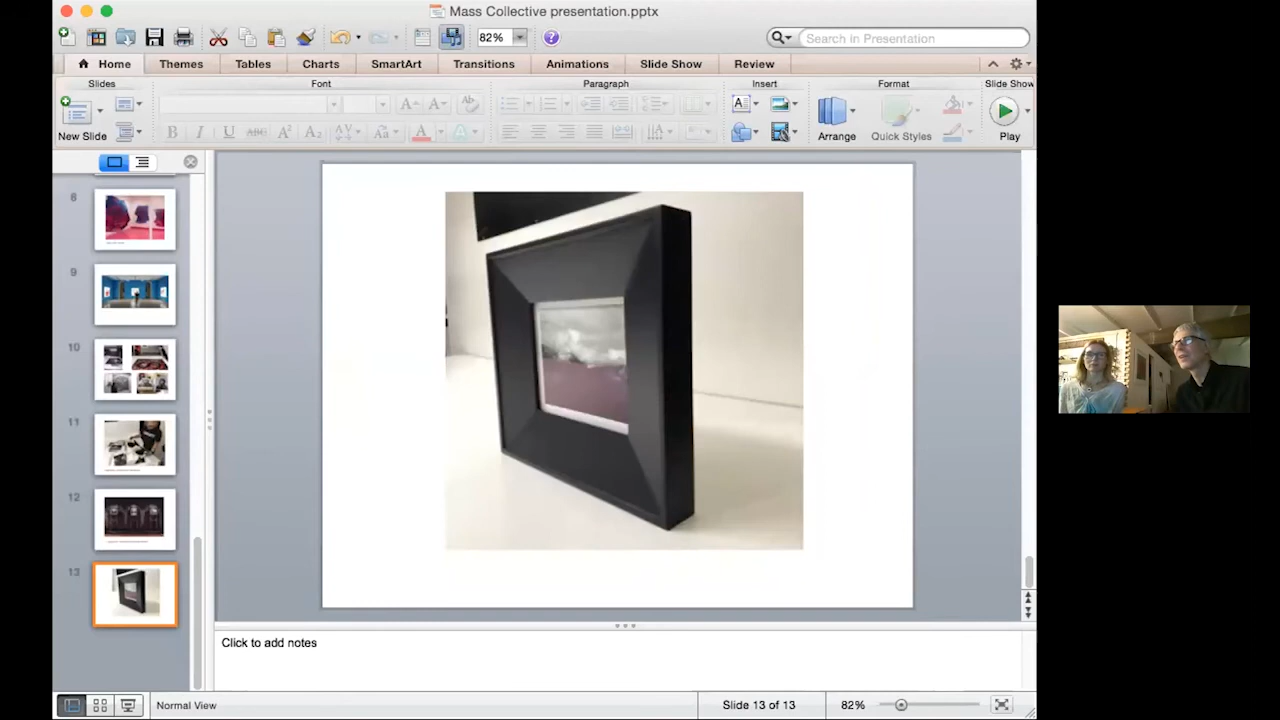 Mass Collective presentation.pptx
82%
Search in Presentation
Home
Themes
Tables
Charts
SmartArt
Transitions
Animations
Slide Show
Review
Slides
Font
Paragraph
Insert
Format
Slide Show
New Slide
B
I
U
ABC
A
Arrange
Quick Styles
Play
8
9
10
11
12
13
Click to add notes
Normal View
Slide 13 of 13
82%